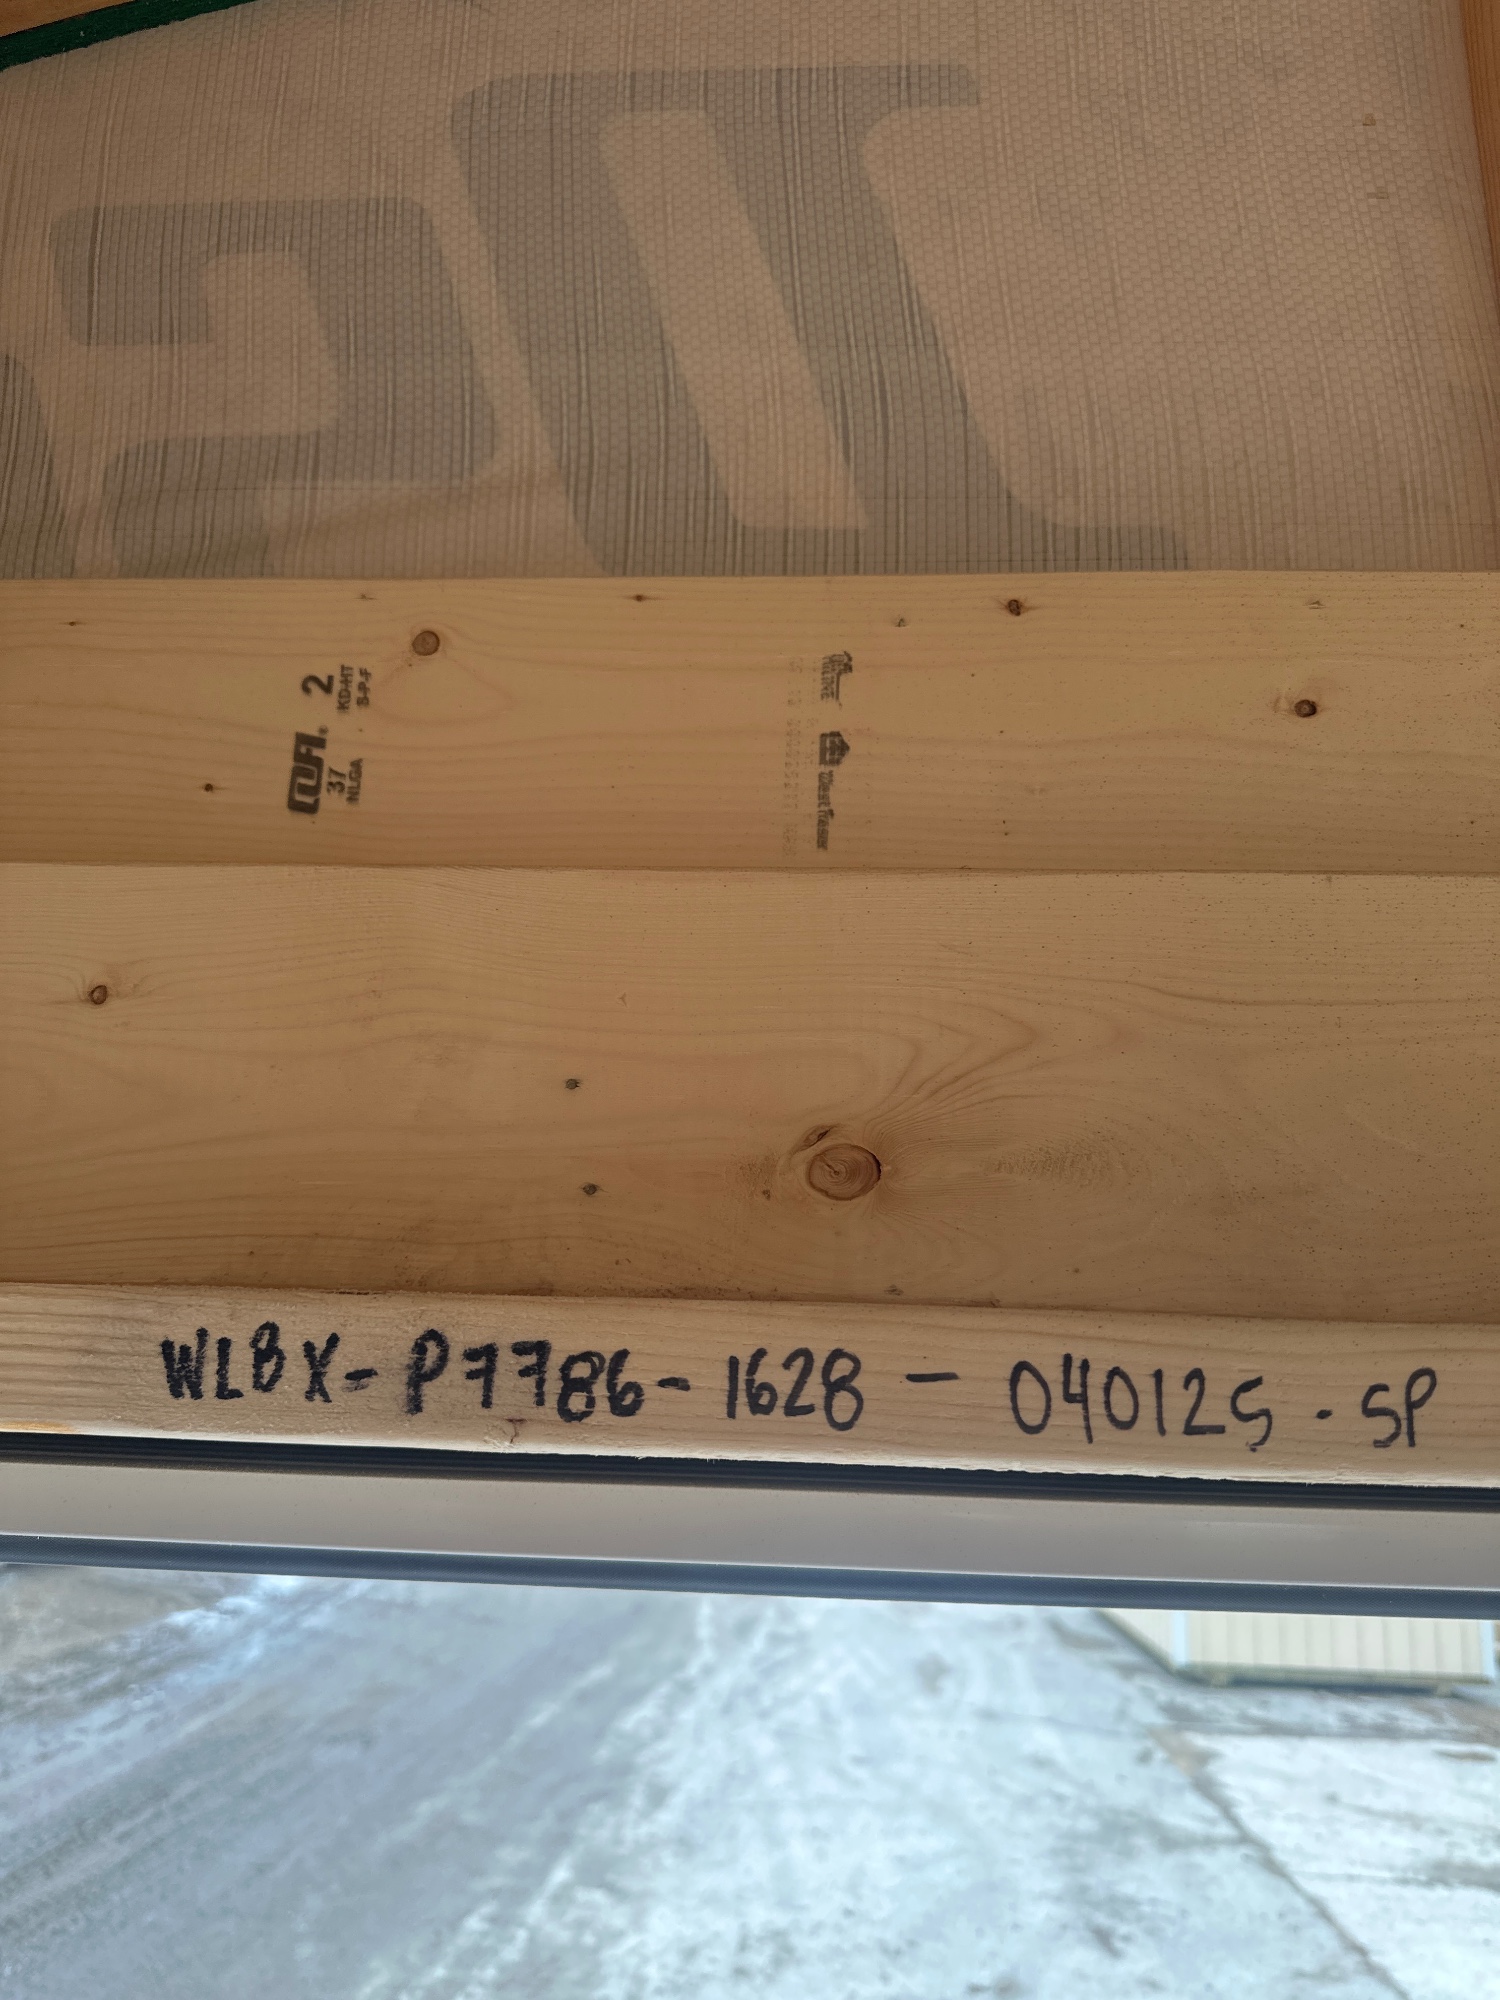 2
KD-HT
S-P-F
37
NLGA
West Fraser
WLBX-P7786-1628-040125.SP